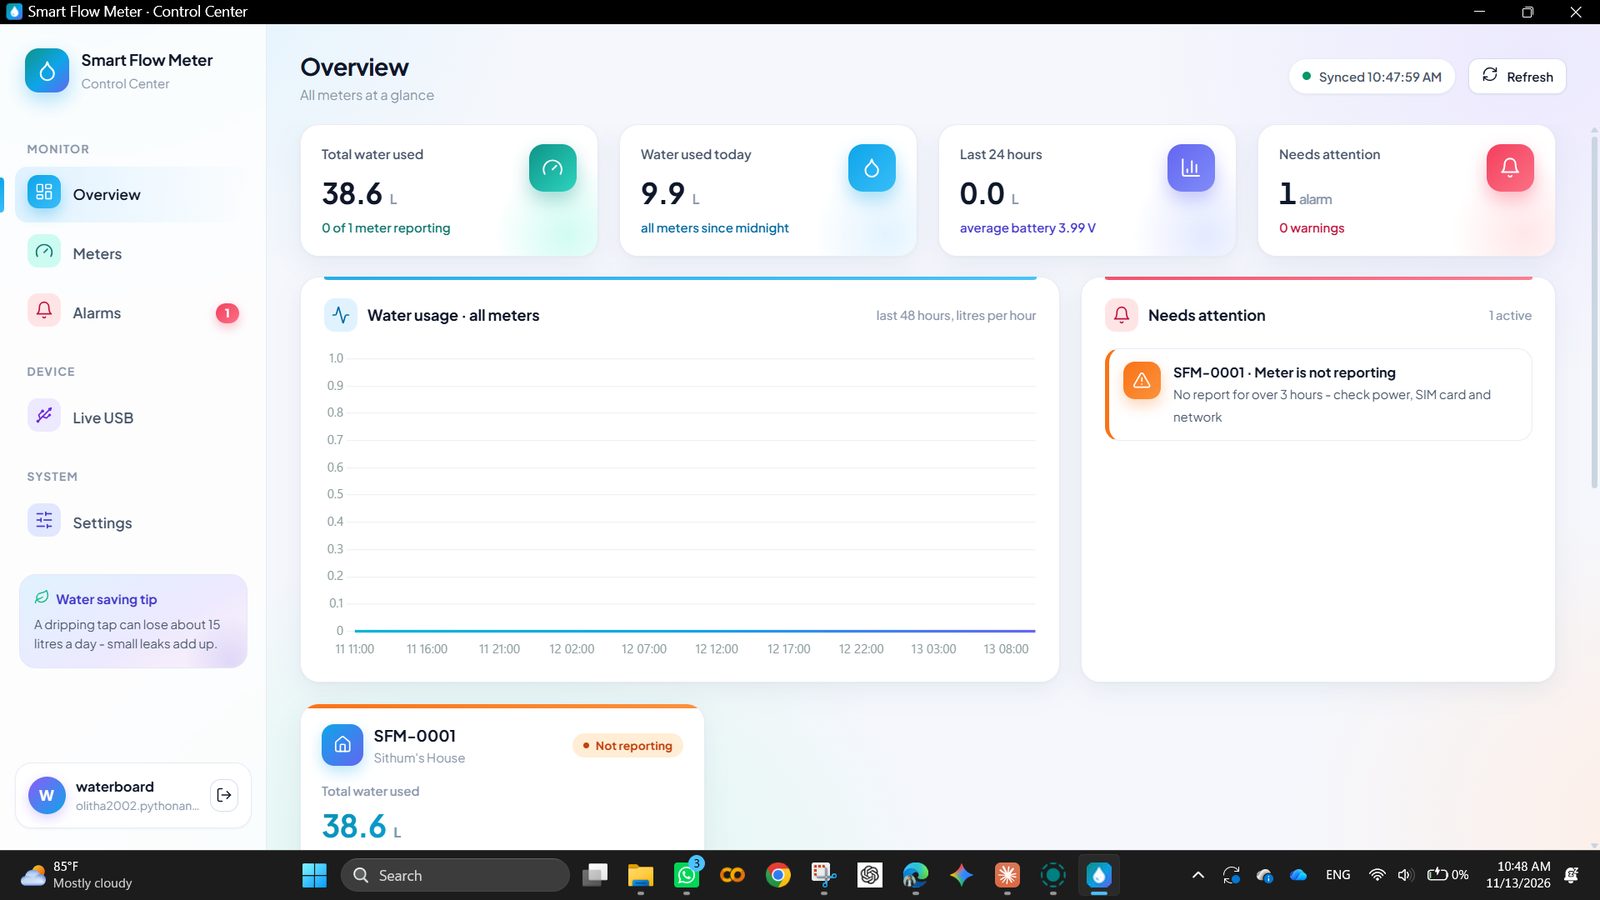 Smart Flow Meter · Control Center
Smart Flow Meter
Control Center
MONITOR
Overview
Meters
Alarms
1
DEVICE
Live USB
SYSTEM
Settings
Water saving tip
A dripping tap can lose about 15
litres a day - small leaks add up.
W
waterboard
olitha2002.pythonan...
Overview
All meters at a glance
Synced 10:47:59 AM
Refresh
Total water used
38.6 L
0 of 1 meter reporting
Water used today
9.9 L
all meters since midnight
Last 24 hours
0.0 L
average battery 3.99 V
Needs attention
1 alarm
0 warnings
Water usage · all meters
last 48 hours, litres per hour
1.0
0.9
0.8
0.7
0.6
0.5
0.4
0.3
0.2
0.1
0
11 11:00 11 16:00 11 21:00 12 02:00 12 07:00 12 12:00 12 17:00 12 22:00 13 03:00 13 08:00
Needs attention
1 active
SFM-0001 · Meter is not reporting
No report for over 3 hours - check power, SIM card and
network
SFM-0001
Sithum's House
Not reporting
Total water used
38.6 L
85°F
Mostly cloudy
Search
3
ENG
0%
10:48 AM
11/13/2026